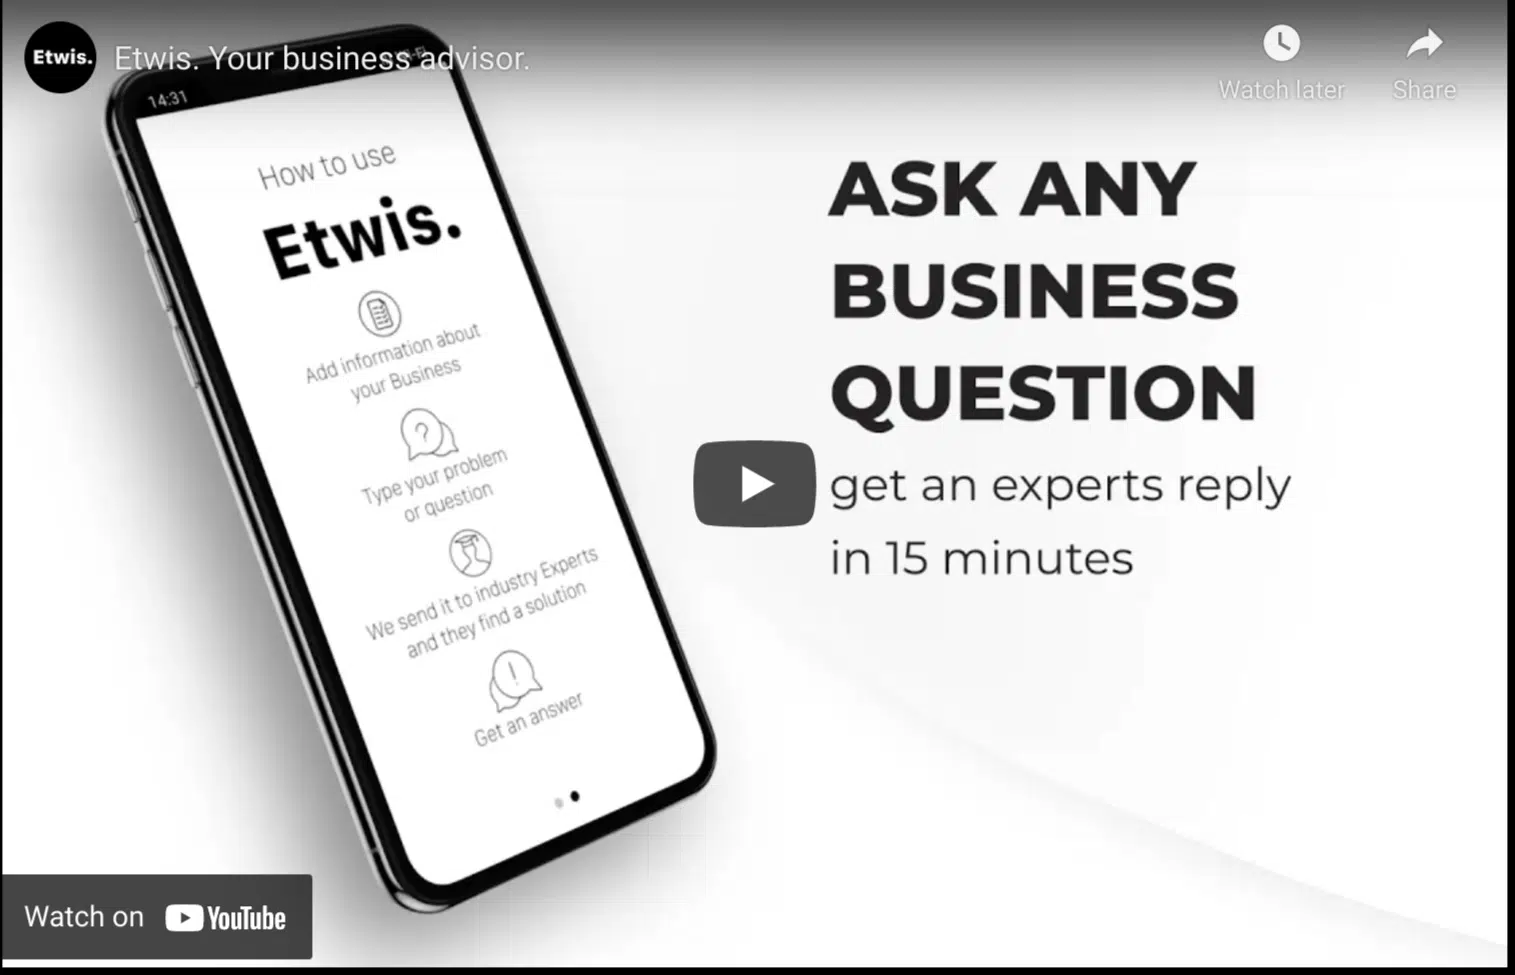 Etwis.
Etwis. Your business advisor.
Watch later
Share
14:31
How to use
Etwis.
Add information about
your Business
Type your problem
or question
We send it to industry Experts
and they find a solution
Get an answer
ASK ANY
BUSINESS
QUESTION
get an experts reply
in 15 minutes
Watch on YouTube